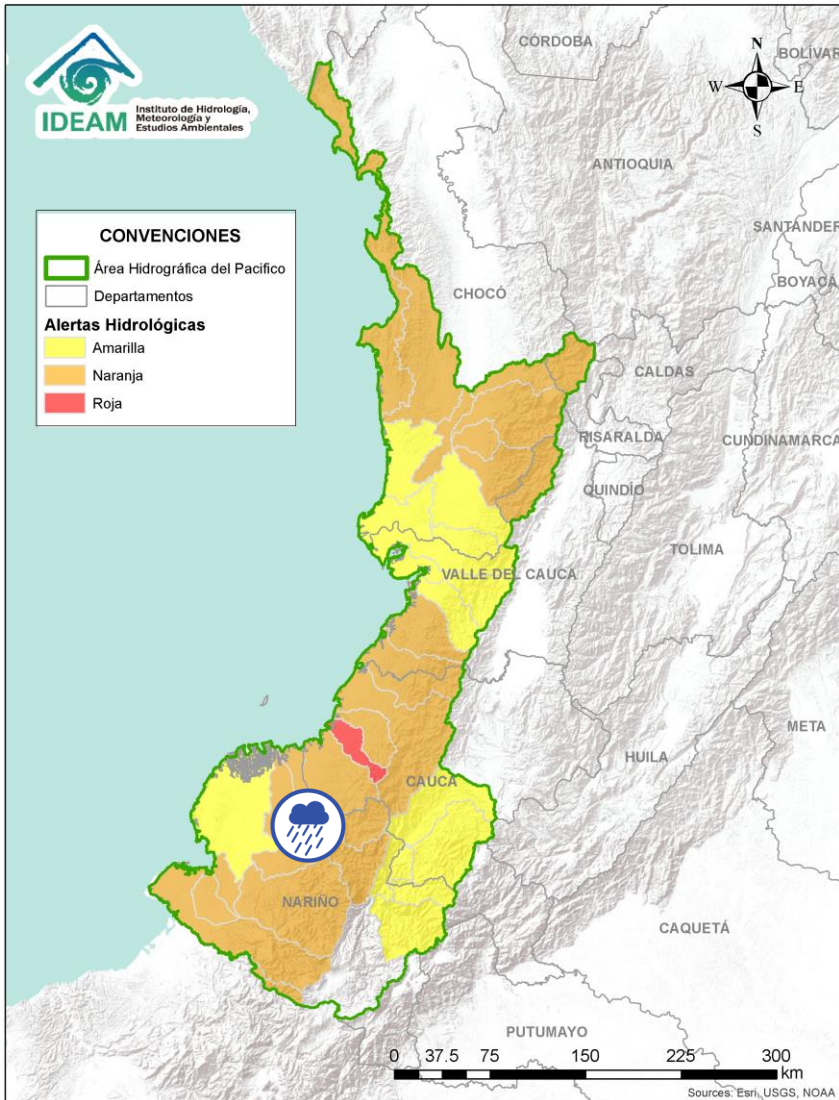 CÓRDOBA
BOLÍVAR
N
W E
S
IDEAM Instituto de Hidrología,
Meteorología y
Estudios Ambientales
ANTIOQUIA
SANTANDER
CONVENCIONES
Área Hidrográfica del Pacifico
Departamentos
Alertas Hidrológicas
Amarilla
Naranja
Roja
BOYACÁ
CHOCÓ
CALDAS
RISARALDA
CUNDINAMARCA
QUINDÍO
TOLIMA
VALLE DEL CAUCA
META
HUILA
CAUCA
NARIÑO
CAQUETÁ
PUTUMAYO
0 37.5 75 150 225 300
km
Sources: Esri, USGS, NOAA